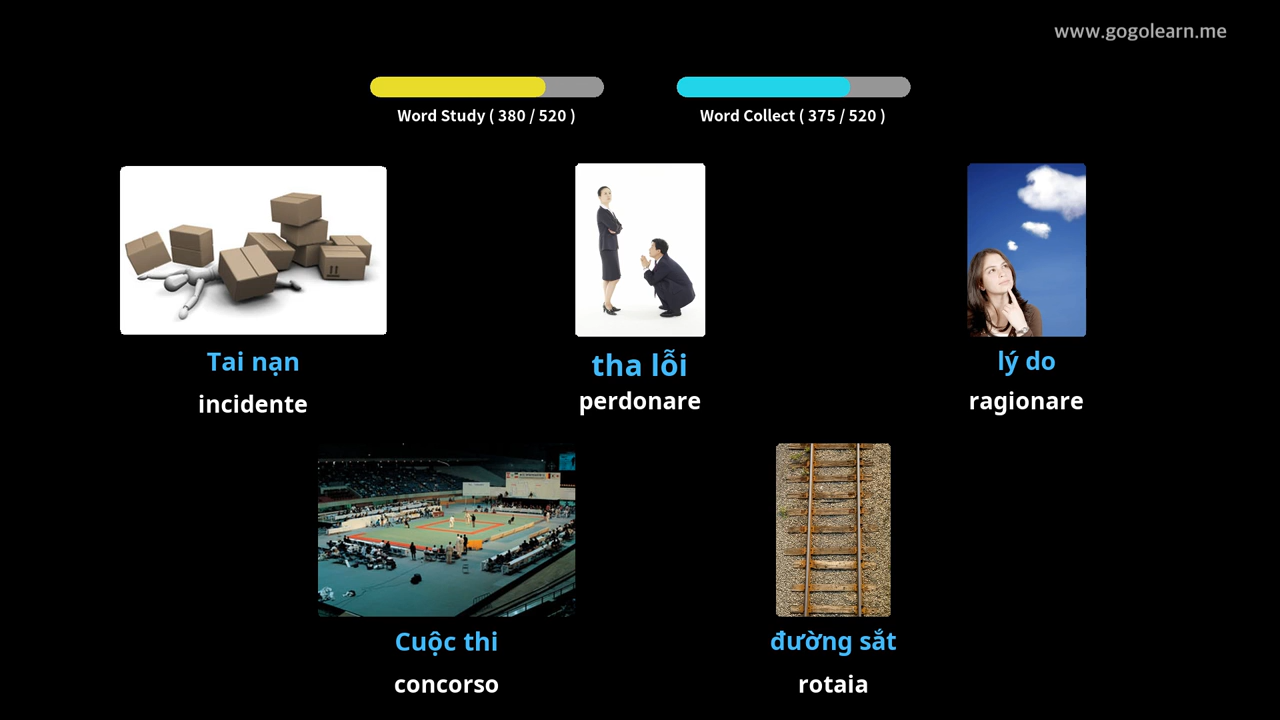 www.gogolearn.me
Word Study ( 380 / 520 )
Word Collect ( 375 / 520 )
Tai nạn
incidente
tha lỗi
perdonare
lý do
ragionare
Cuộc thi
concorso
đường sắt
rotaia